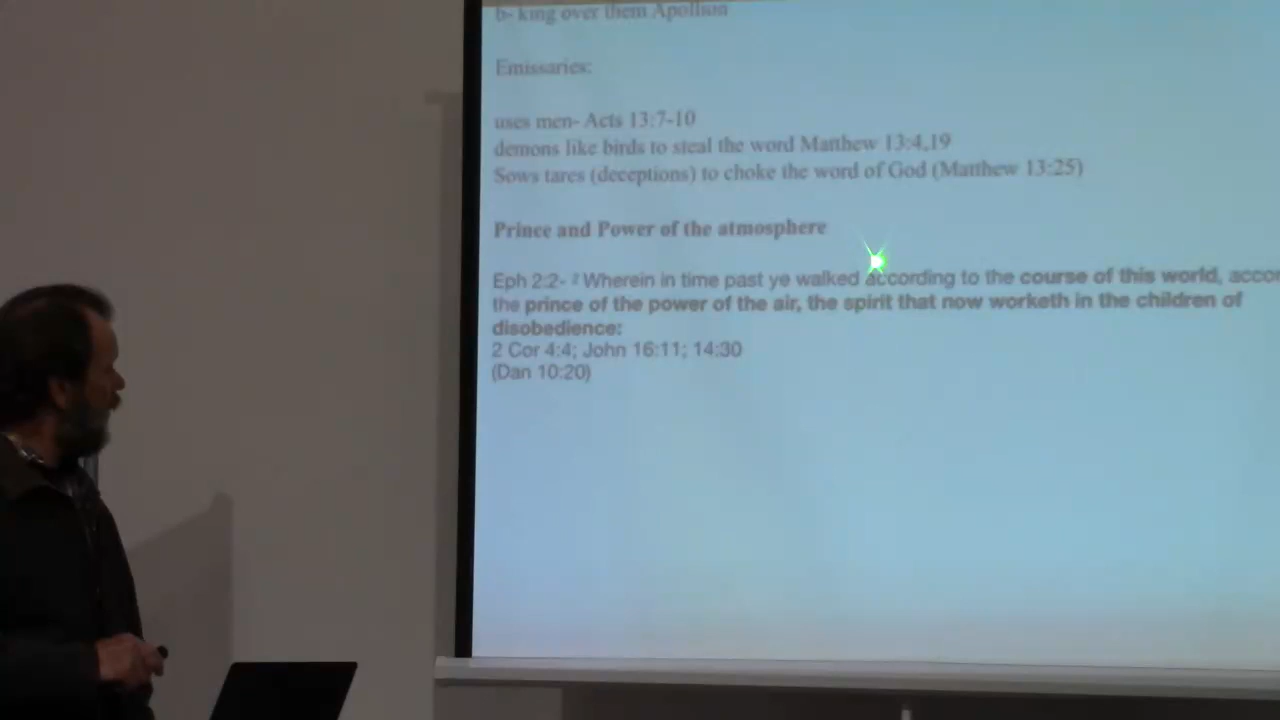 b- king over them Apollion
Emissaries:
uses men- Acts 13:7-10
demons like birds to steal the word Matthew 13:4,19
Sows tares (deceptions) to choke the word of God (Matthew 13:25)
Prince and Power of the atmosphere
Eph 2:2- ² Wherein in time past ye walked according to the course of this world, accor
the prince of the power of the air, the spirit that now worketh in the children of
disobedience:
2 Cor 4:4; John 16:11; 14:30
(Dan 10:20)